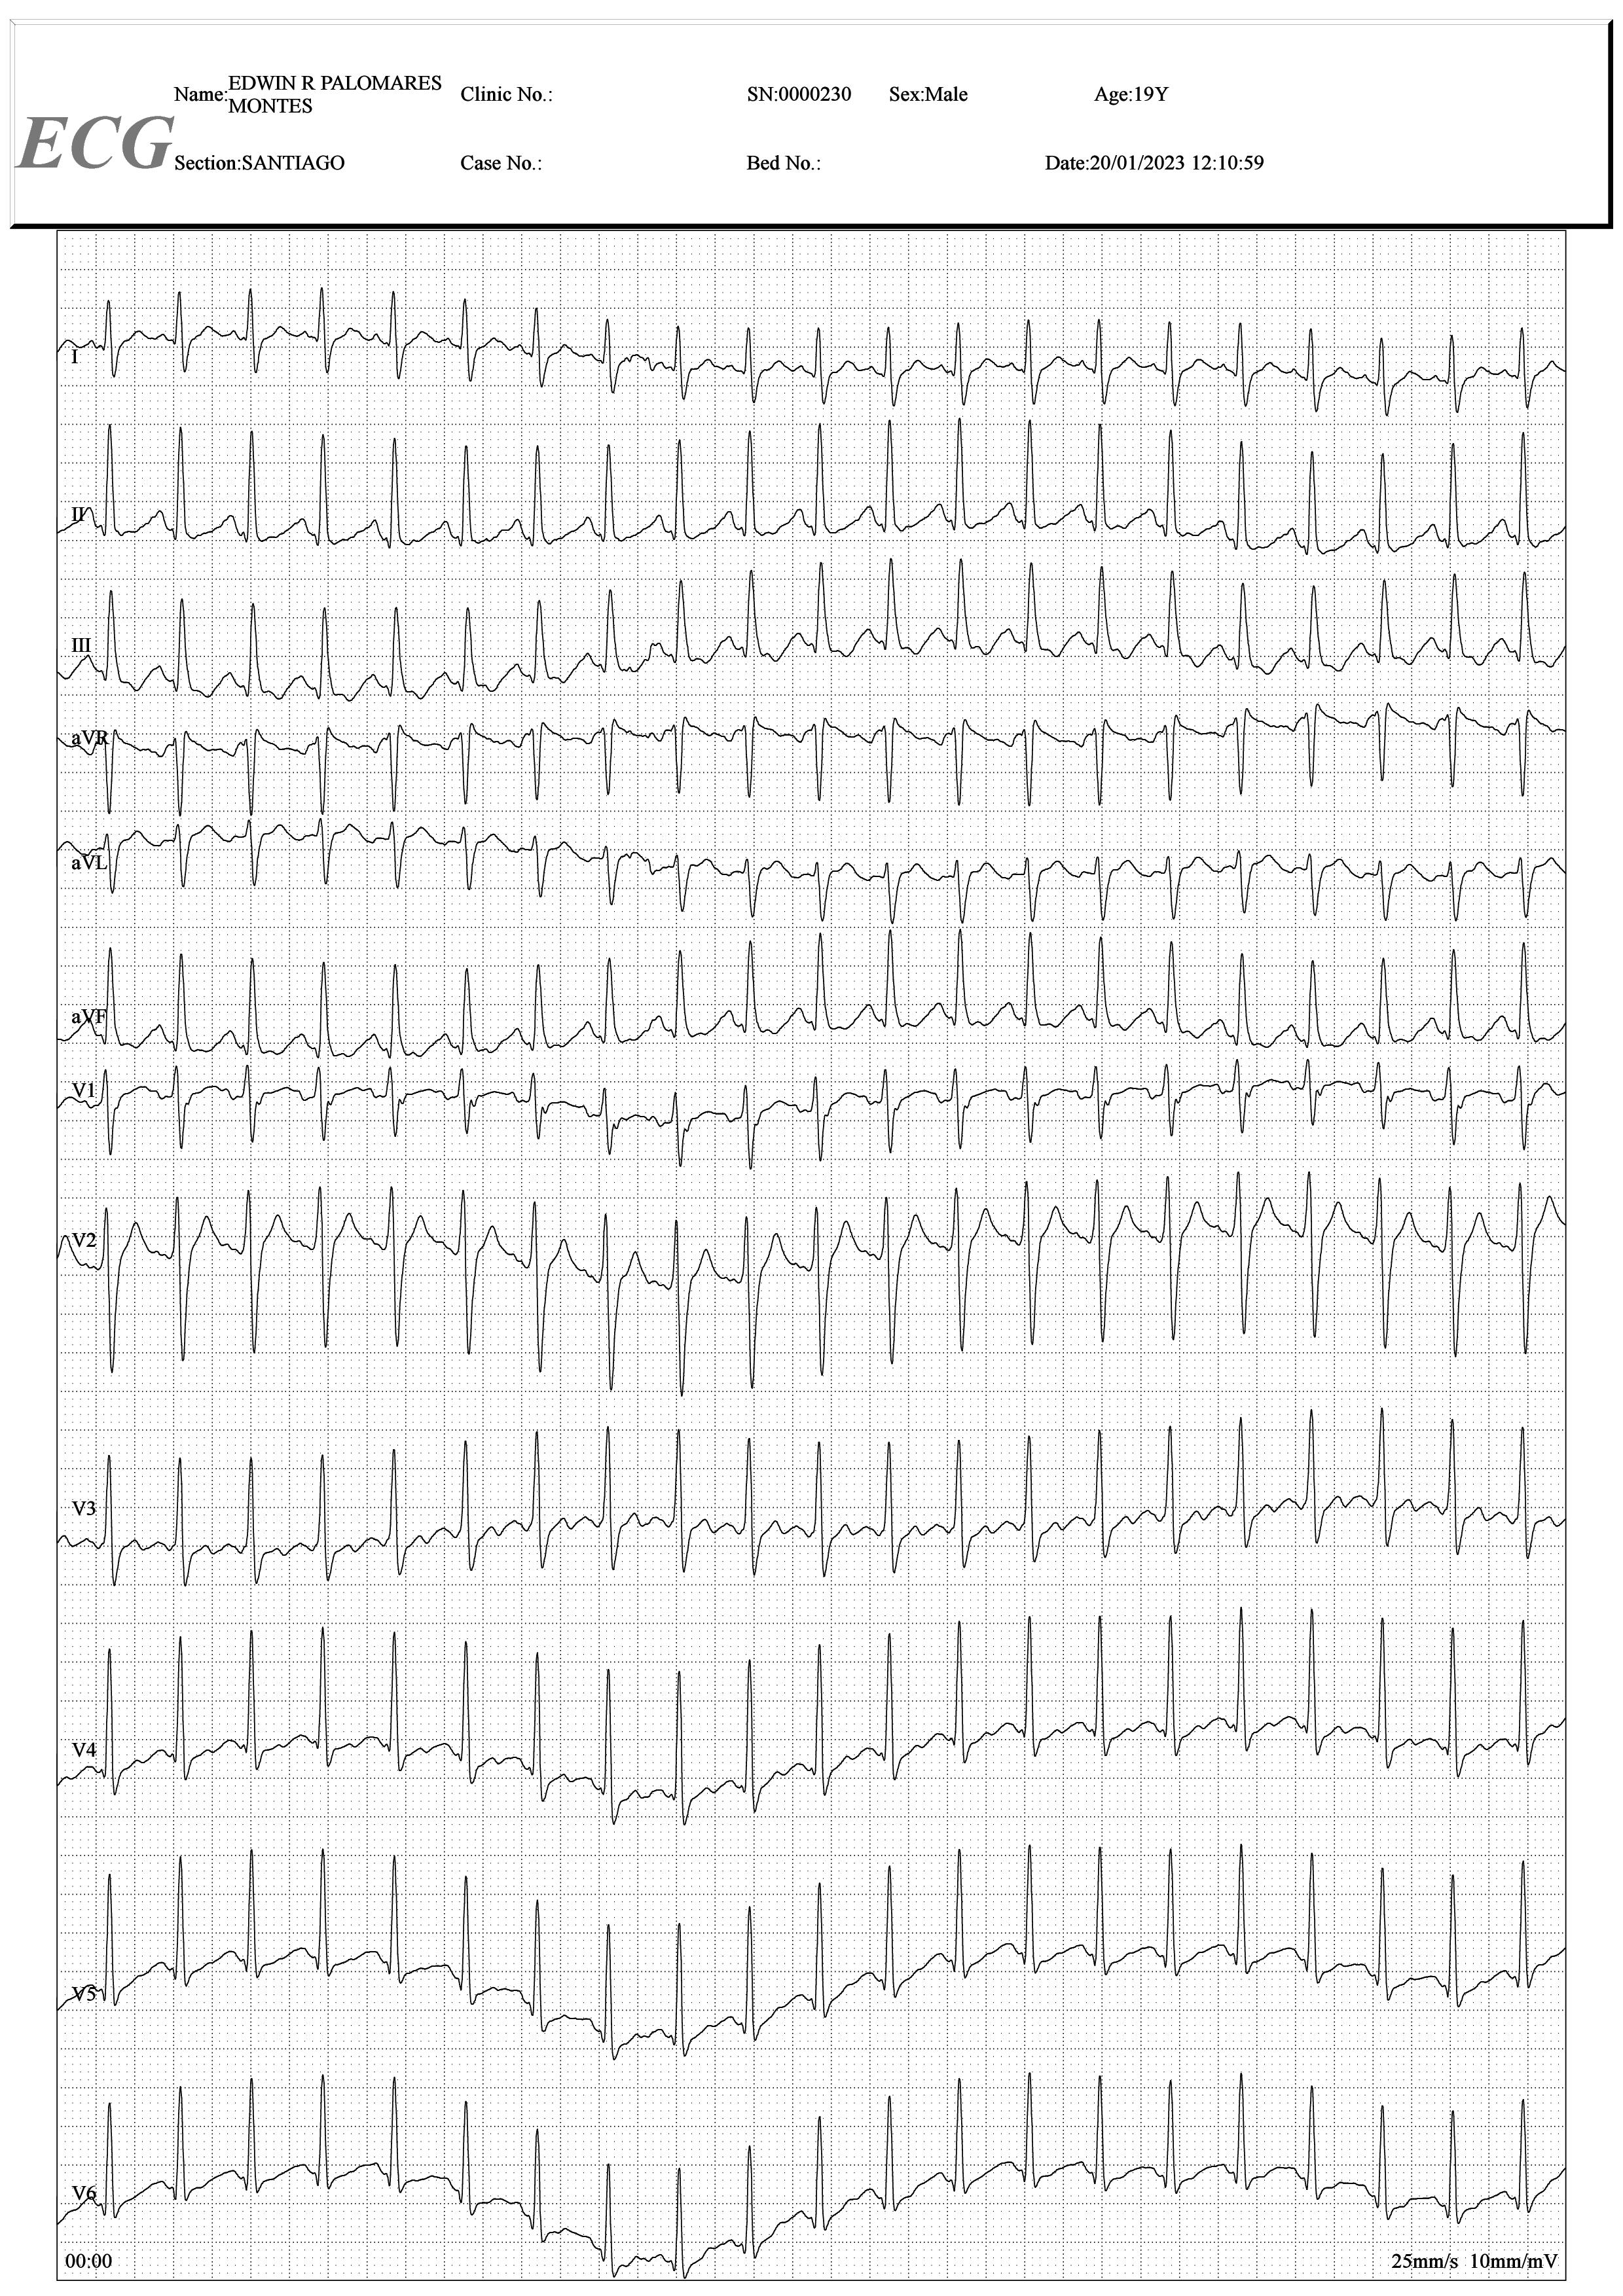 ECG
Name:EDWIN R PALOMARES MONTES
Clinic No.:
SN:0000230
Sex:Male
Age:19Y
Section:SANTIAGO
Case No.:
Bed No.:
Date:20/01/2023 12:10:59
I
II
III
aVR
aVL
aVF
V1
V2
V3
V4
V5
V6
00:00
25mm/s 10mm/mV